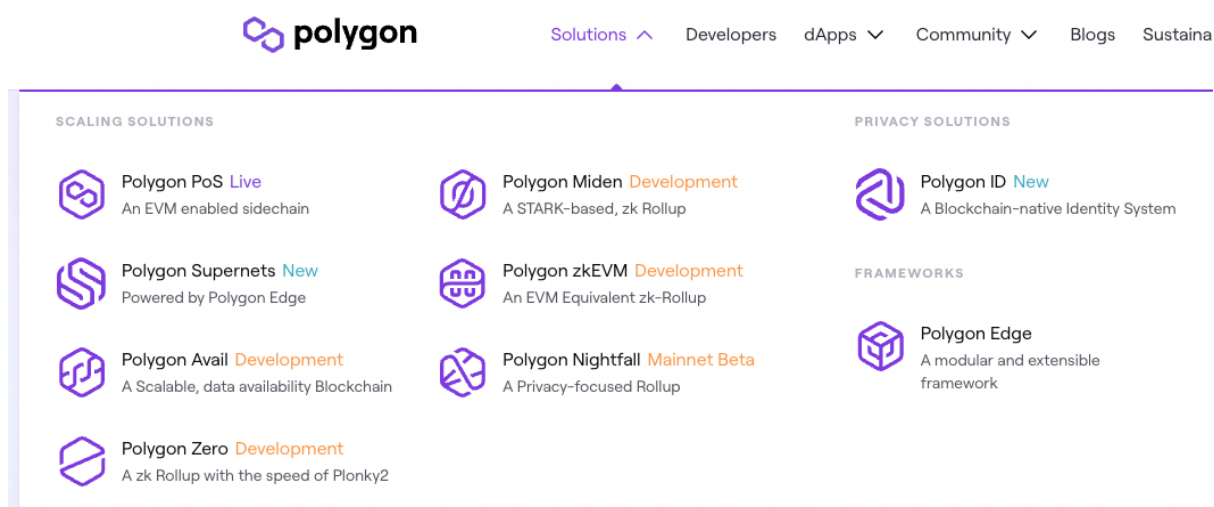 polygon
Solutions Developers dApps Community Blogs Sustaina
SCALING SOLUTIONS
Polygon PoS Live
An EVM enabled sidechain
Polygon Supernets New
Powered by Polygon Edge
Polygon Avail Development
A Scalable, data availability Blockchain
Polygon Zero Development
A zk Rollup with the speed of Plonky2
Polygon Miden Development
A STARK-based, zk Rollup
Polygon zkEVM Development
An EVM Equivalent zk-Rollup
Polygon Nightfall Mainnet Beta
A Privacy-focused Rollup
PRIVACY SOLUTIONS
Polygon ID New
A Blockchain-native Identity System
FRAMEWORKS
Polygon Edge
A modular and extensible
framework